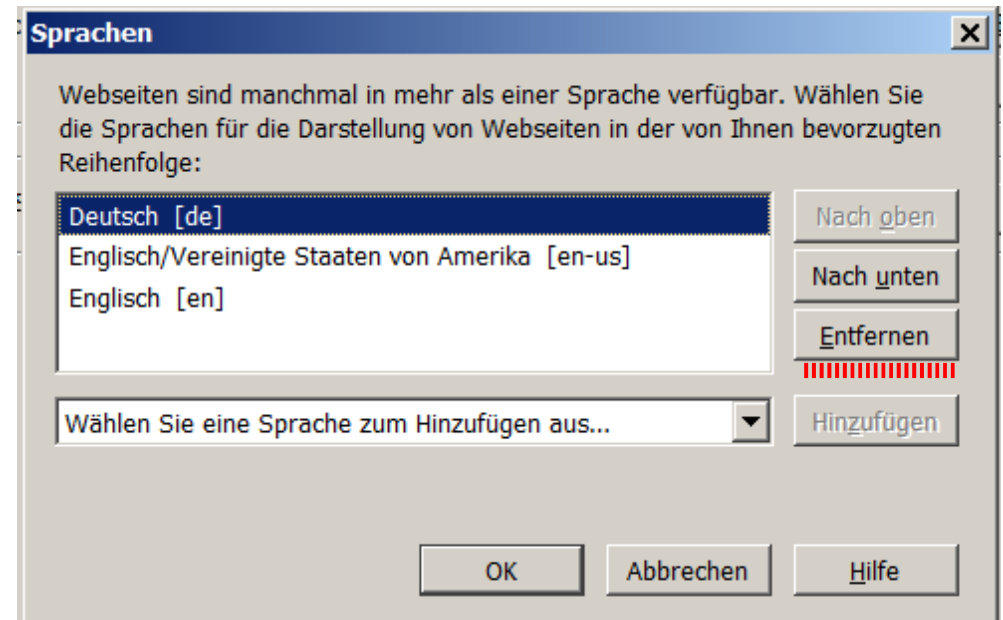 Sprachen
Webseiten sind manchmal in mehr als einer Sprache verfügbar. Wählen Sie
die Sprachen für die Darstellung von Webseiten in der von Ihnen bevorzugten
Reihenfolge:
Deutsch [de]
Englisch/Vereinigte Staaten von Amerika [en-us]
Englisch [en]
Nach oben
Nach unten
Entfernen
Wählen Sie eine Sprache zum Hinzufügen aus...
Hinzufügen
OK
Abbrechen
Hilfe